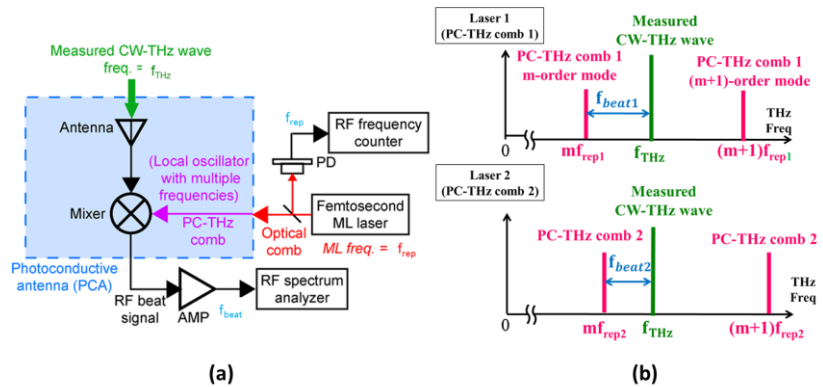 Measured CW-THz wave
freq. = fTHz
Antenna
(Local oscillator
with multiple
frequencies)
Mixer
PC-THz
comb
Photoconductive
antenna (PCA)
RF beat
signal
AMP
fbeat
RF spectrum
analyzer
frep
RF frequency
counter
PD
Femtosecond
ML laser
Optical
comb
ML freq. = frep
(a)
Laser 1
(PC-THz comb 1)
Measured
CW-THz wave
PC-THz comb 1
m-order mode
PC-THz comb 1
(m+1)-order mode
fbeat1
THz
Freq
0
mfrep1
fTHz
(m+1)frep1
Laser 2
(PC-THz comb 2)
Measured
CW-THz wave
PC-THz comb 2
PC-THz comb 2
fbeat2
THz
Freq
0
mfrep2
fTHz
(m+1)frep2
(b)